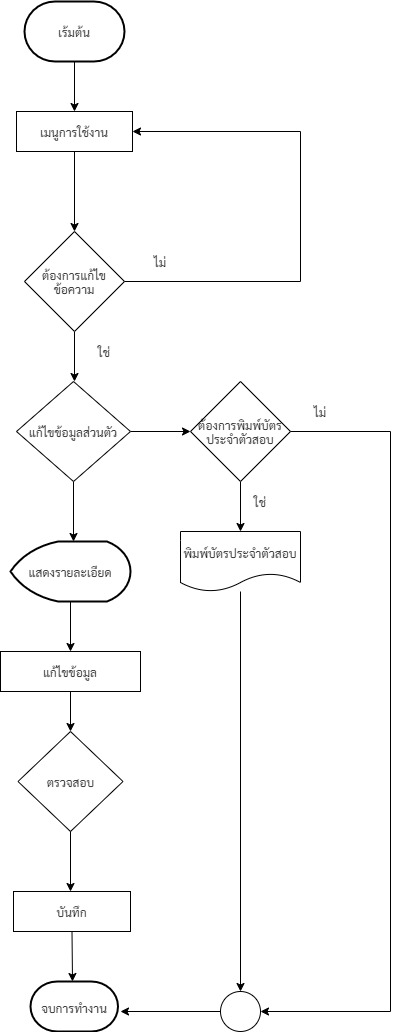 เริ่มต้น
เมนูการใช้งาน
ไม่
ต้องการแก้ไข
ข้อความ
ใช่
ไม่
แก้ไขข้อมูลส่วนตัว
ต้องการพิมพ์บัตร
ประจำตัวสอบ
ใช่
พิมพ์บัตรประจำตัวสอบ
แสดงรายละเอียด
แก้ไขข้อมูล
ตรวจสอบ
บันทึก
จบการทำงาน